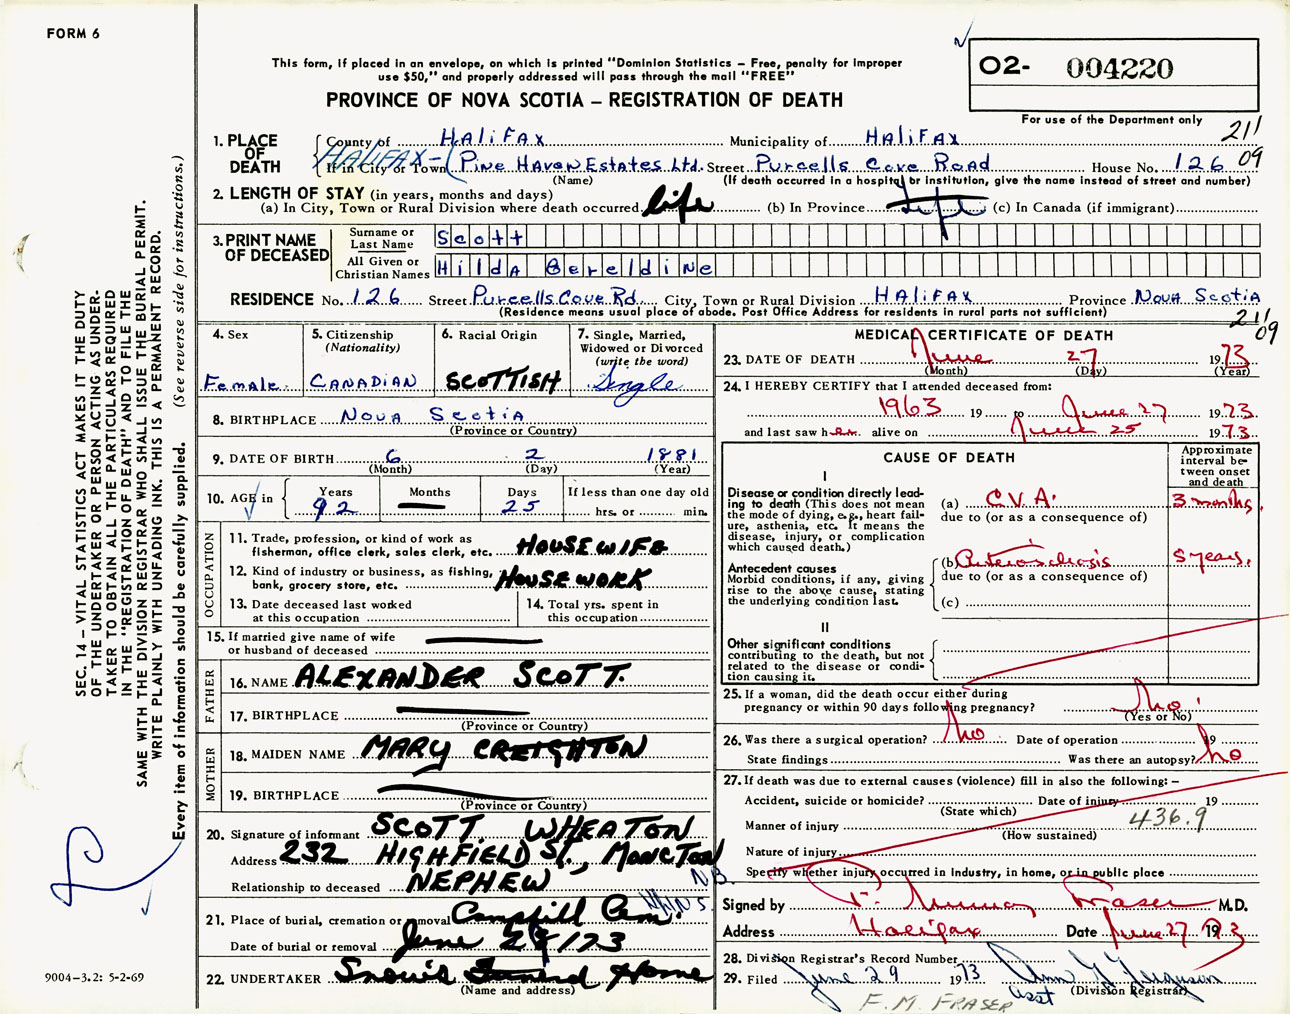 FORM 6
This form, if placed in an envelope, on which is printed "Dominion Statistics – Free, penalty for improper
use $50," and properly addressed will pass through the mail "FREE"
O2- 004220
For use of the Department only
PROVINCE OF NOVA SCOTIA – REGISTRATION OF DEATH
211
09
1. PLACE OF DEATH
County of HALIFAX Municipality of HALIFAX
HALIFAX - If in City or Town Pine Haven Estates Ltd. Street Purcells Cove Road House No. 126
(Name) (If death occurred in a hospital or institution, give the name instead of street and number)
2. LENGTH OF STAY (in years, months and days)
(a) In City, Town or Rural Division where death occurred life (b) In Province life (c) In Canada (if immigrant)
3. PRINT NAME OF DECEASED
Surname or Last Name Scott
All Given or Christian Names Hilda Gereldine
RESIDENCE No. 126 Street Purcells Cove Rd. City, Town or Rural Division HALIFAX Province Nova Scotia
(Residence means usual place of abode. Post Office Address for residents in rural parts not sufficient)
211
09
4. Sex
Female.
5. Citizenship
(Nationality)
CANADIAN
6. Racial Origin
SCOTTISH
7. Single, Married,
Widowed or Divorced
(write the word)
Single
8. BIRTHPLACE Nova Scotia
(Province or Country)
9. DATE OF BIRTH 6 2 1881
(Month) (Day) (Year)
10. AGE in Years Months Days If less than one day old
92 25 hrs. or min.
OCCUPATION
11. Trade, profession, or kind of work as
fisherman, office clerk, sales clerk, etc. HOUSEWIFE
12. Kind of industry or business, as fishing,
bank, grocery store, etc. HOUSEWORK
13. Date deceased last worked
at this occupation
14. Total yrs. spent in
this occupation
15. If married give name of wife
or husband of deceased
FATHER
16. NAME ALEXANDER SCOTT.
17. BIRTHPLACE
(Province or Country)
MOTHER
18. MAIDEN NAME MARY CREIGHTON
19. BIRTHPLACE
(Province or Country)
20. Signature of informant SCOTT WHEATON
Address 232 HIGHFIELD St., MONCTON
N.B.
Relationship to deceased NEPHEW
21. Place of burial, cremation or removal Camphill Cem.
Date of burial or removal June 29/73
22. UNDERTAKER Snow's Funeral Home
(Name and address)
MEDICAL CERTIFICATE OF DEATH
23. DATE OF DEATH June 27 1973
(Month) (Day) (Year)
24. I HEREBY CERTIFY that I attended deceased from:
1963 19 to June 27 1973
and last saw her alive on June 25 1973.
CAUSE OF DEATH
Approximate
interval be-
tween onset
and death
I
Disease or condition directly lead-
ing to death (This does not mean
the mode of dying, e.g., heart fail-
ure, asthenia, etc. It means the
disease, injury, or complication
which caused death.)
(a) C.V.A. 3 months.
due to (or as a consequence of)
(b) Arteriosclerosis 5 years.
due to (or as a consequence of)
(c)
Antecedent causes
Morbid conditions, if any, giving
rise to the above cause, stating
the underlying condition last.
II
Other significant conditions
contributing to the death, but not
related to the disease or condi-
tion causing it.
25. If a woman, did the death occur either during
pregnancy or within 90 days following pregnancy? no
(Yes or No)
26. Was there a surgical operation? no Date of operation 19
State findings Was there an autopsy? no
27. If death was due to external causes (violence) fill in also the following:–
Accident, suicide or homicide? Date of injury 19
(State which)
Manner of injury 436.9
(How sustained)
Nature of injury
Specify whether injury occurred in Industry, in home, or in public place
Signed by Fraser M.D.
Address Halifax Date June 27 1973
28. Division Registrar's Record Number
29. Filed June 29 1973 Ann G Ferguson
Asst (Division Registrar)
F. M. FRASER
SEC. 14 – VITAL STATISTICS ACT MAKES IT THE DUTY
OF THE UNDERTAKER OR PERSON ACTING AS UNDER-
TAKER TO OBTAIN ALL THE PARTICULARS REQUIRED
IN THE "REGISTRATION OF DEATH" AND TO FILE THE
SAME WITH THE DIVISION REGISTRAR WHO SHALL ISSUE THE BURIAL PERMIT.
WRITE PLAINLY WITH UNFADING INK. THIS IS A PERMANENT RECORD.
Every item of information should be carefully supplied. (See reverse side for instructions.)
9004-3.2: 5-2-69